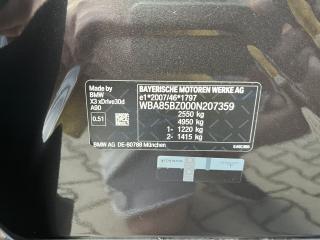 Made by
BMW
X3 xDrive30d
A90
0.51
BAYERISCHE MOTOREN WERKE AG
e1*2007/46*1797
WBA85BZ000N207359
2550 kg
4950 kg
1- 1220 kg
2- 1415 kg
BMW AG DE-80788 München